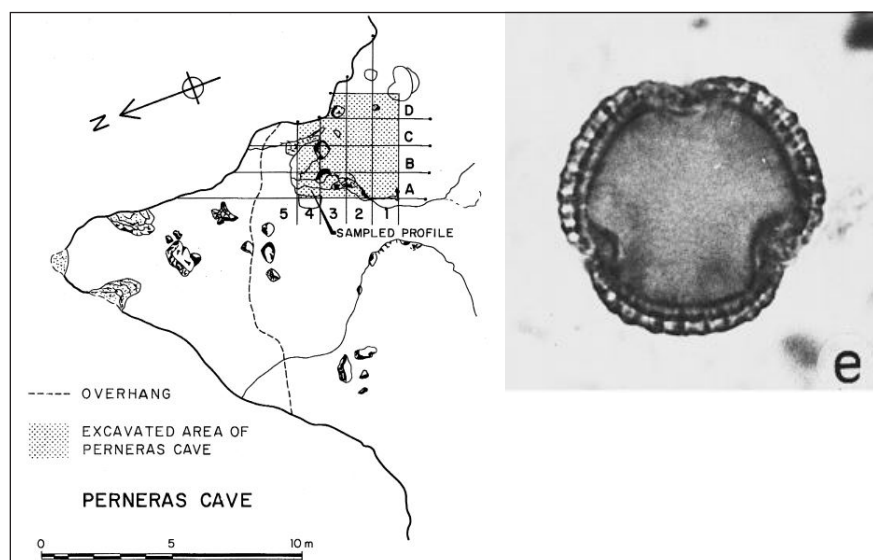 N
D
C
B
A
5 4 3 2 1
SAMPLED PROFILE
OVERHANG
EXCAVATED AREA OF
PERNERAS CAVE
PERNERAS CAVE
0 5 10 m
e